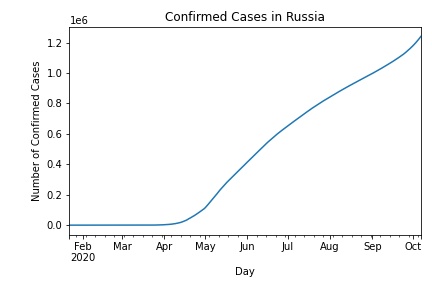 Confirmed Cases in Russia
1e6
1.2
1.0
0.8
0.6
0.4
0.2
0.0
Number of Confirmed Cases
Feb Mar Apr May Jun Jul Aug Sep Oct
2020
Day